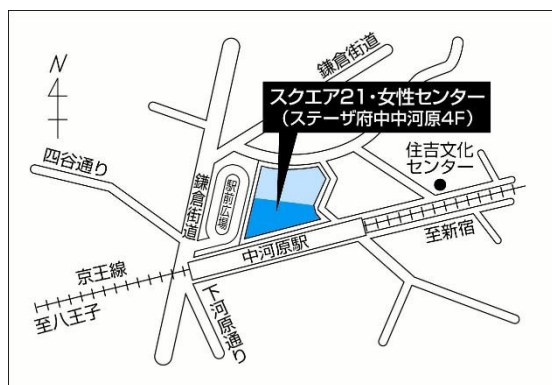 N
鎌倉街道
スクエア21・女性センター
(ステーザ府中中河原4F)
住吉文化
センター
四谷通り
鎌倉街道
駅前広場
中河原駅
至新宿
京王線
至八王子
下河原通り